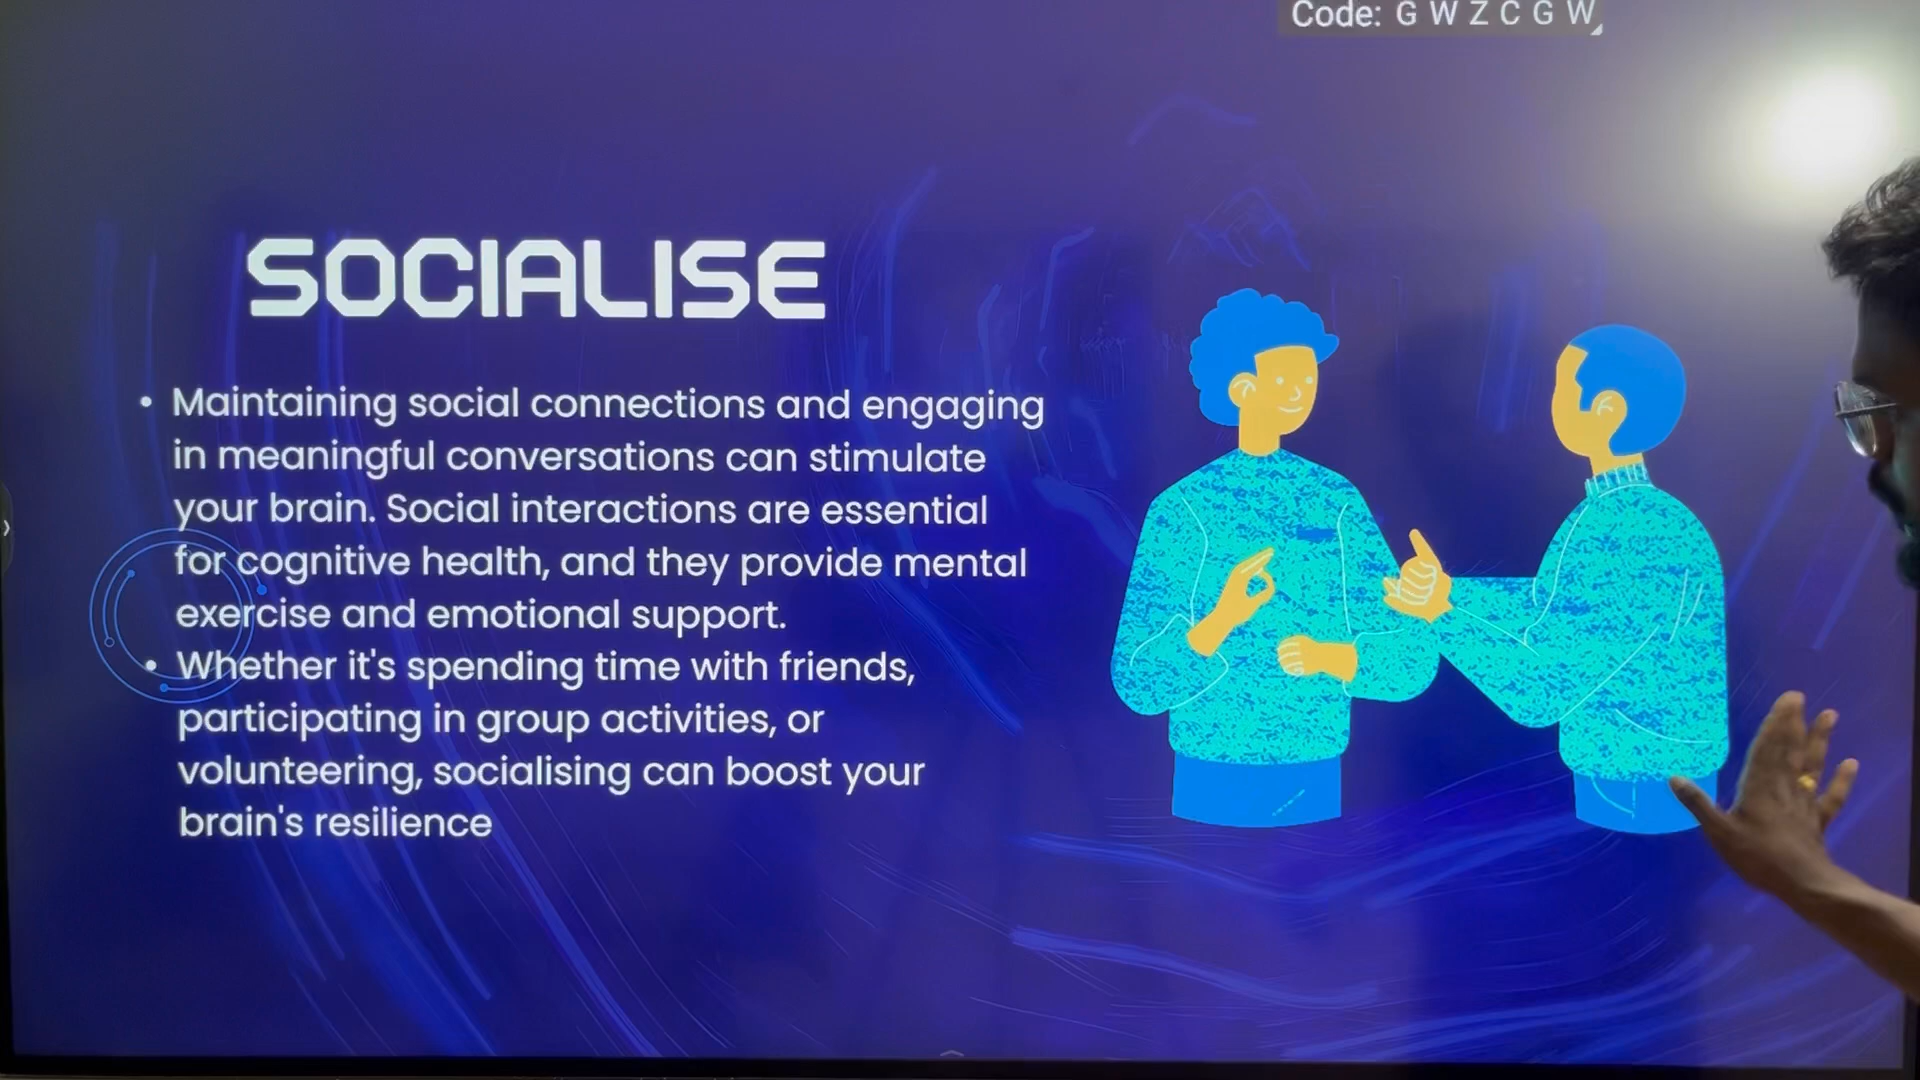 Code: G W Z C G W
SOCIALISE
• Maintaining social connections and engaging
in meaningful conversations can stimulate
your brain. Social interactions are essential
for cognitive health, and they provide mental
exercise and emotional support.
• Whether it's spending time with friends,
participating in group activities, or
volunteering, socialising can boost your
brain's resilience